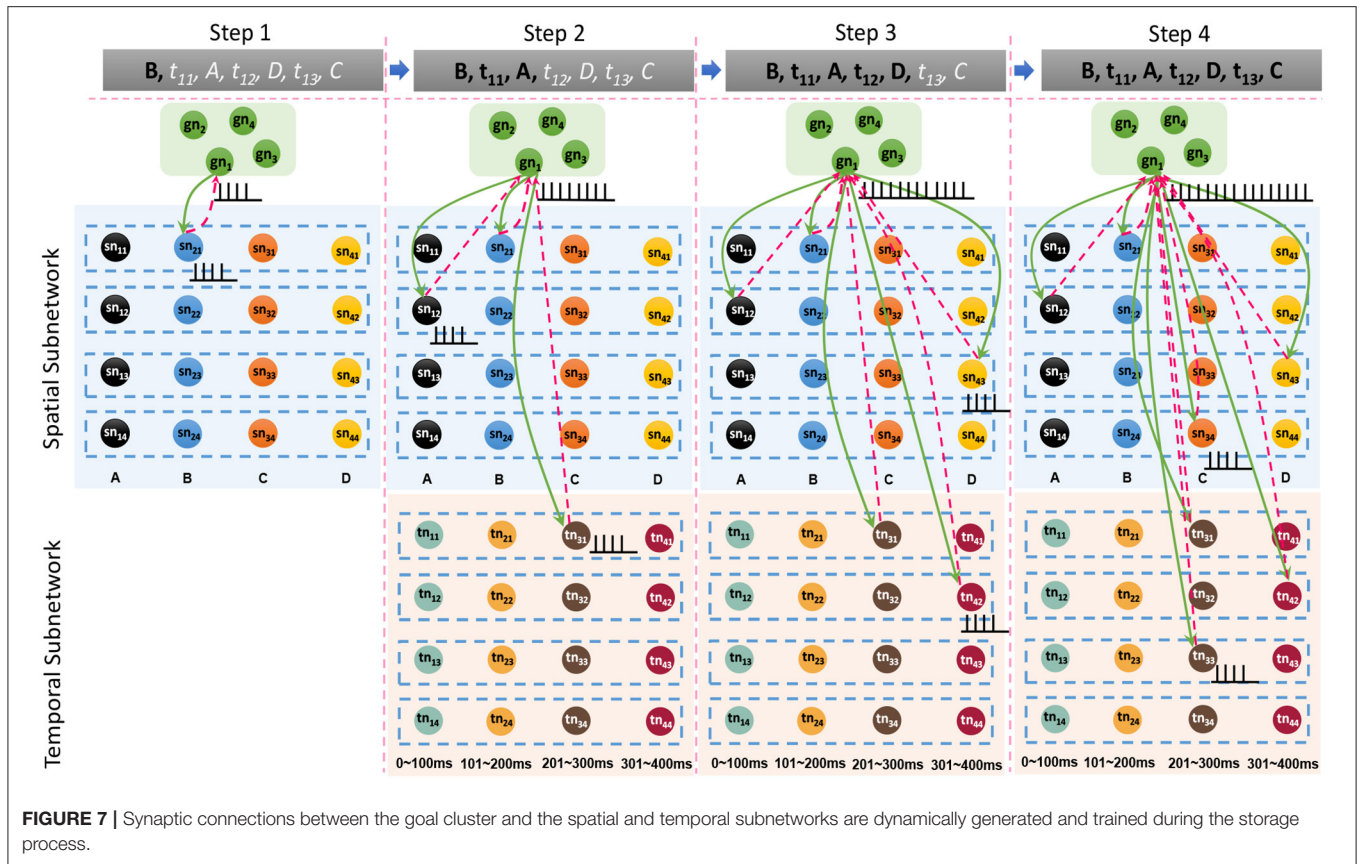 Step 1
Step 2
Step 3
Step 4
B, t11, A, t12, D, t13, C
B, t11, A, t12, D, t13, C
B, t11, A, t12, D, t13, C
B, t11, A, t12, D, t13, C
gn2 gn4
gn1 gn3
gn2 gn4
gn1 gn3
gn2 gn4
gn1 gn3
gn2 gn4
gn1 gn3
Spatial Subnetwork
sn11 sn21 sn31 sn41
sn12 sn22 sn32 sn42
sn13 sn23 sn33 sn43
sn14 sn24 sn34 sn44
A B C D
sn11 sn21 sn31 sn41
sn12 sn22 sn32 sn42
sn13 sn23 sn33 sn43
sn14 sn24 sn34 sn44
A B C D
sn11 sn21 sn31 sn41
sn12 sn22 sn32 sn42
sn13 sn23 sn33 sn43
sn14 sn24 sn34 sn44
A B C D
sn11 sn21 sn31 sn41
sn12 sn22 sn32 sn42
sn13 sn23 sn33 sn43
sn14 sn24 sn34 sn44
A B C D
Temporal Subnetwork
tn11 tn21 tn31 tn41
tn12 tn22 tn32 tn42
tn13 tn23 tn33 tn43
tn14 tn24 tn34 tn44
0~100ms 101~200ms 201~300ms 301~400ms
tn11 tn21 tn31 tn41
tn12 tn22 tn32 tn42
tn13 tn23 tn33 tn43
tn14 tn24 tn34 tn44
0~100ms 101~200ms 201~300ms 301~400ms
tn11 tn21 tn31 tn41
tn12 tn22 tn32 tn42
tn13 tn23 tn33 tn43
tn14 tn24 tn34 tn44
0~100ms 101~200ms 201~300ms 301~400ms
FIGURE 7 | Synaptic connections between the goal cluster and the spatial and temporal subnetworks are dynamically generated and trained during the storage
process.